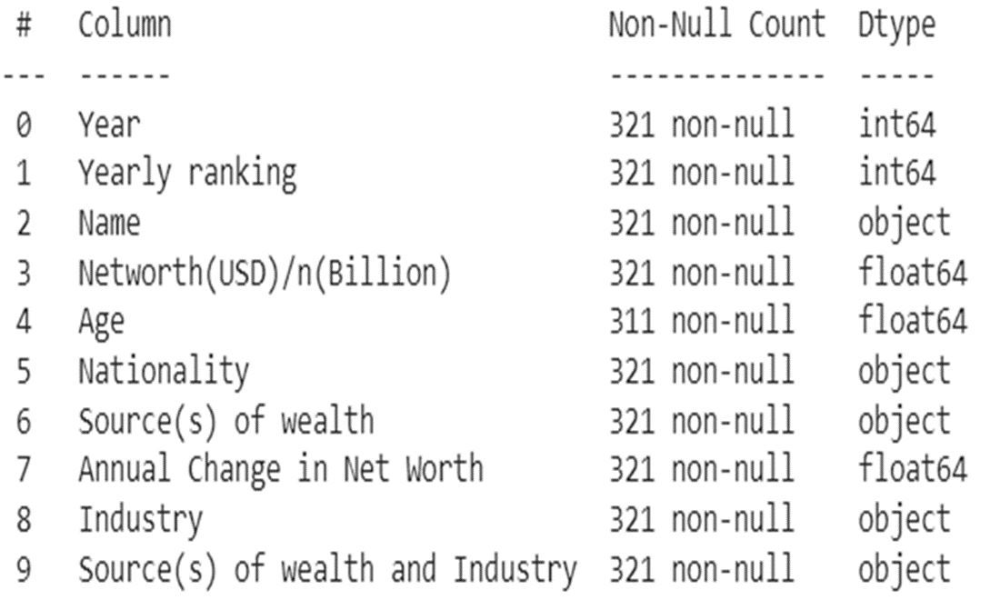 # Column Non-Null Count Dtype
--- ------ -------------- -----
0 Year 321 non-null int64
1 Yearly ranking 321 non-null int64
2 Name 321 non-null object
3 Networth(USD)/n(Billion) 321 non-null float64
4 Age 311 non-null float64
5 Nationality 321 non-null object
6 Source(s) of wealth 321 non-null object
7 Annual Change in Net Worth 321 non-null float64
8 Industry 321 non-null object
9 Source(s) of wealth and Industry 321 non-null object